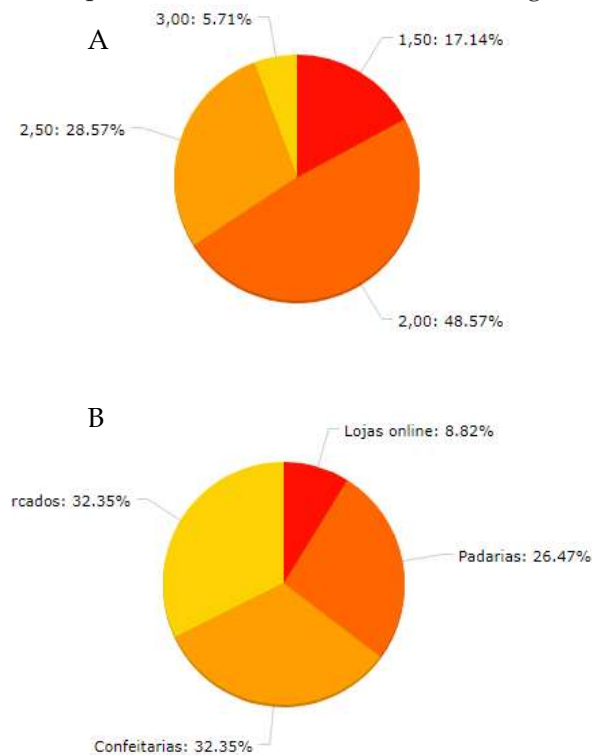 3,00: 5.71%
A
1,50: 17.14%
2,50: 28.57%
2,00: 48.57%
B
Lojas online: 8.82%
rcados: 32.35%
Padarias: 26.47%
Confeitarias: 32.35%